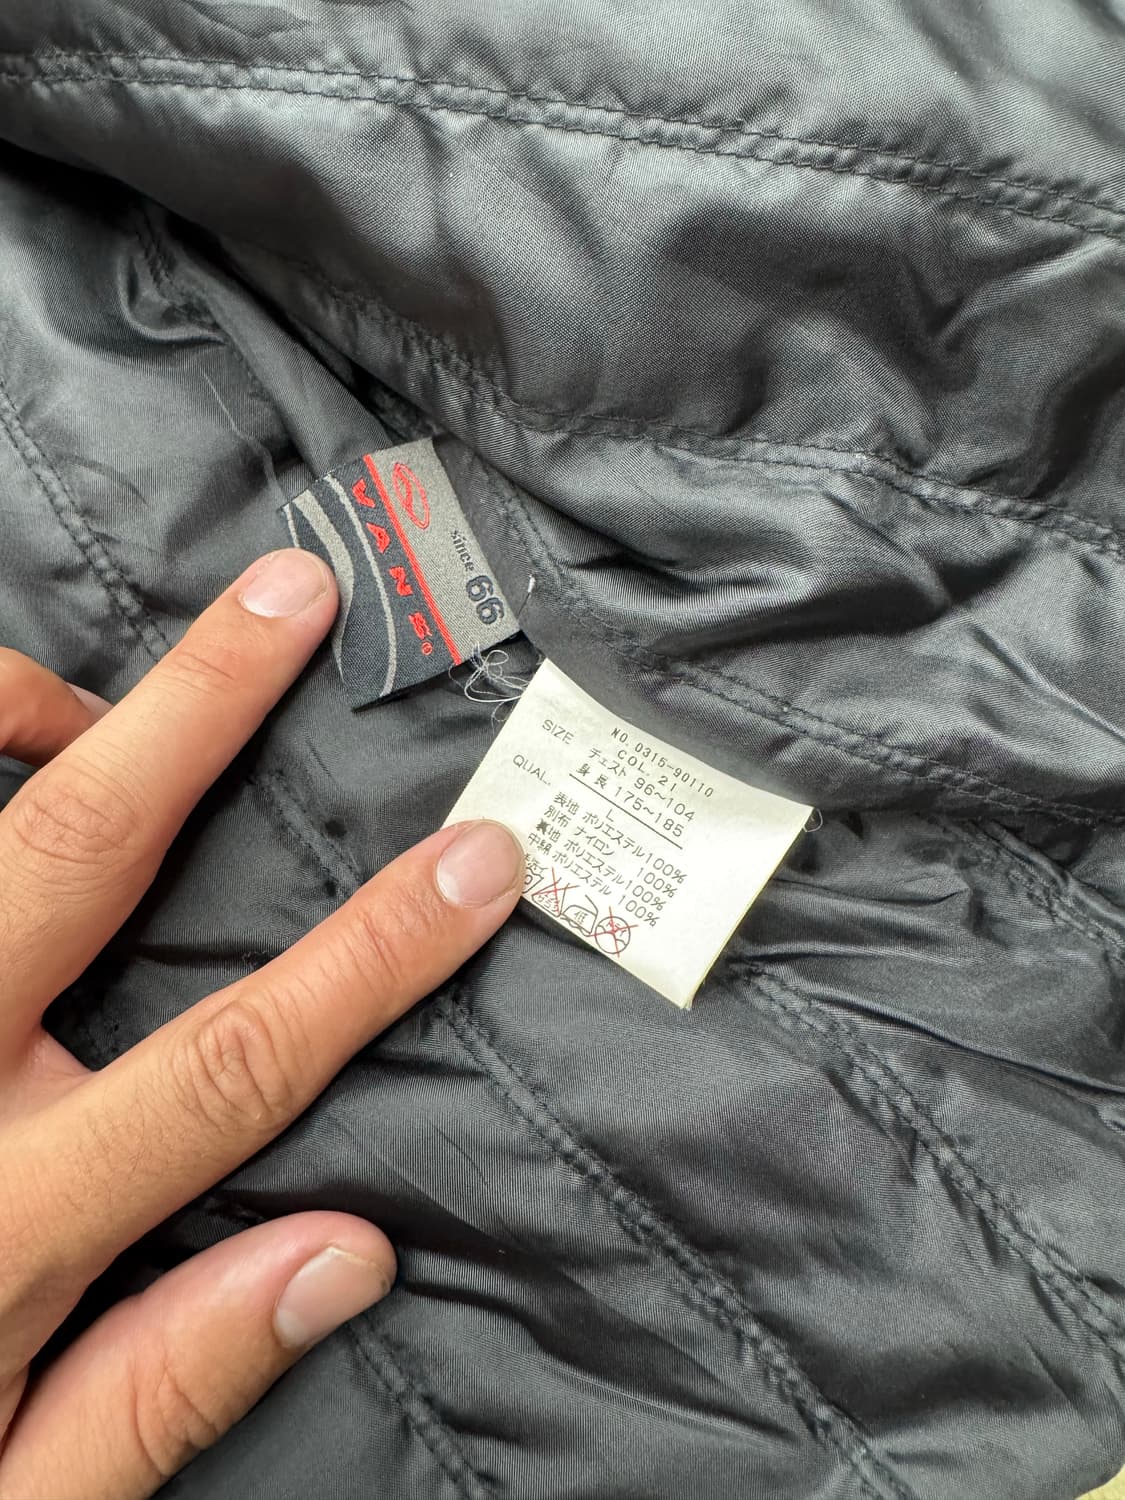 VANS
since 66
NO. 0315-90110
COL. 21
SIZE チェスト 96~104
身長 175~185
L
QUAL. 表地 ポリエステル100%
別布 ナイロン 100%
裏地 ポリエステル100%
中綿 ポリエステル 100%
低